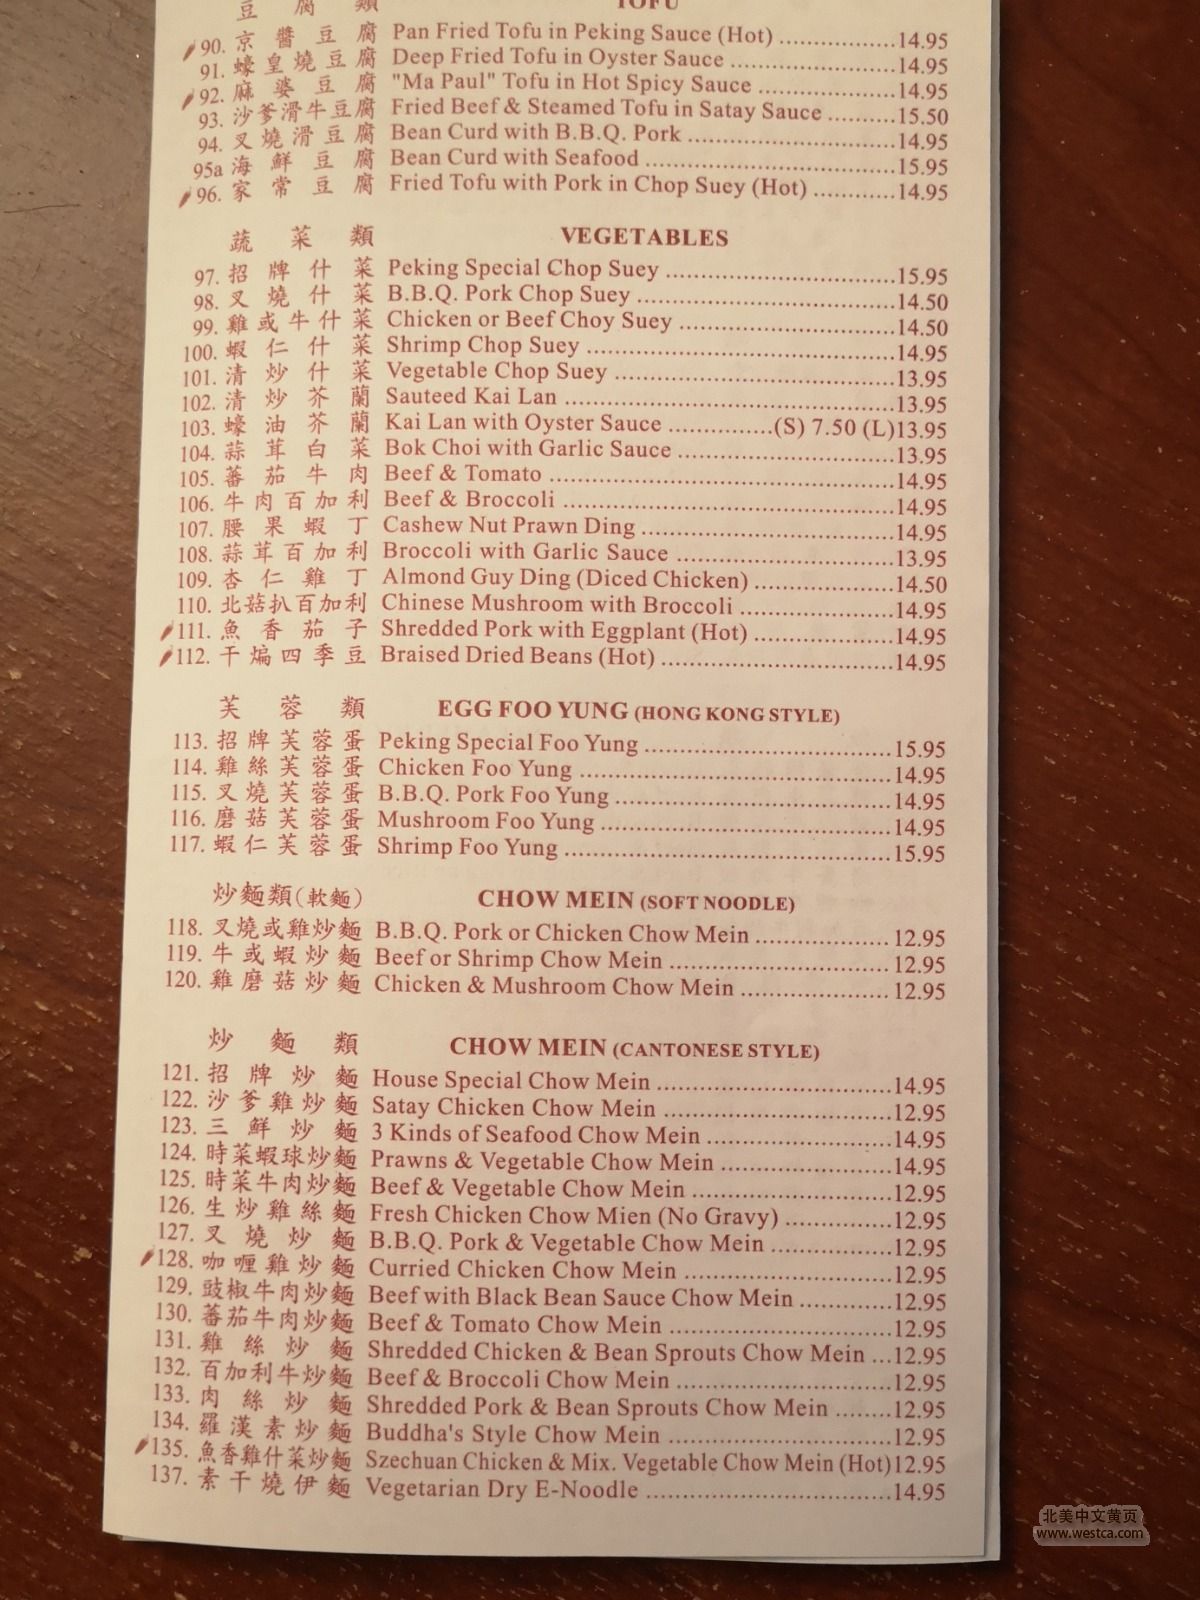 豆腐類 TOFU
90. 京醬豆腐 Pan Fried Tofu in Peking Sauce (Hot) ................14.95
91. 蠔皇燒豆腐 Deep Fried Tofu in Oyster Sauce ......................14.95
92. 麻婆豆腐 "Ma Paul" Tofu in Hot Spicy Sauce ..................14.95
93. 沙爹滑牛豆腐 Fried Beef & Steamed Tofu in Satay Sauce ..........15.50
94. 叉燒滑豆腐 Bean Curd with B.B.Q. Pork ............................14.95
95a 海鮮豆腐 Bean Curd with Seafood ..................................15.95
96. 家常豆腐 Fried Tofu with Pork in Chop Suey (Hot) ............14.95
蔬菜類 VEGETABLES
97. 招牌什菜 Peking Special Chop Suey ...............................15.95
98. 叉燒什菜 B.B.Q. Pork Chop Suey ...................................14.50
99. 雞或牛什菜 Chicken or Beef Choy Suey .............................14.50
100. 蝦仁什菜 Shrimp Chop Suey .........................................14.95
101. 清炒什菜 Vegetable Chop Suey .....................................13.95
102. 清炒芥蘭 Sauteed Kai Lan ............................................13.95
103. 蠔油芥蘭 Kai Lan with Oyster Sauce ...............(S) 7.50 (L)13.95
104. 蒜茸白菜 Bok Choi with Garlic Sauce .............................13.95
105. 蕃茄牛肉 Beef & Tomato ..............................................14.95
106. 牛肉百加利 Beef & Broccoli .............................................14.95
107. 腰果蝦丁 Cashew Nut Prawn Ding ..................................14.95
108. 蒜茸百加利 Broccoli with Garlic Sauce .............................13.95
109. 杏仁雞丁 Almond Guy Ding (Diced Chicken) ....................14.50
110. 北菇扒百加利 Chinese Mushroom with Broccoli ......................14.95
111. 魚香茄子 Shredded Pork with Eggplant (Hot) ....................14.95
112. 干煸四季豆 Braised Dried Beans (Hot) .................................14.95
芙蓉類 EGG FOO YUNG (HONG KONG STYLE)
113. 招牌芙蓉蛋 Peking Special Foo Yung ...................................15.95
114. 雞絲芙蓉蛋 Chicken Foo Yung ............................................14.95
115. 叉燒芙蓉蛋 B.B.Q. Pork Foo Yung .......................................14.95
116. 磨菇芙蓉蛋 Mushroom Foo Yung .........................................14.95
117. 蝦仁芙蓉蛋 Shrimp Foo Yung ..............................................15.95
炒麵類(軟麵) CHOW MEIN (SOFT NOODLE)
118. 叉燒或雞炒麵 B.B.Q. Pork or Chicken Chow Mein ................... 12.95
119. 牛或蝦炒麵 Beef or Shrimp Chow Mein ............................... 12.95
120. 雞磨菇炒麵 Chicken & Mushroom Chow Mein ..................... 12.95
炒麵類 CHOW MEIN (CANTONESE STYLE)
121. 招牌炒麵 House Special Chow Mein .................................14.95
122. 沙爹雞炒麵 Satay Chicken Chow Mein ................................12.95
123. 三鮮炒麵 3 Kinds of Seafood Chow Mein ..........................14.95
124. 時菜蝦球炒麵 Prawns & Vegetable Chow Mein ........................14.95
125. 時菜牛肉炒麵 Beef & Vegetable Chow Mein ............................12.95
126. 生炒雞絲麵 Fresh Chicken Chow Mien (No Gravy) ...............12.95
127. 叉燒炒麵 B.B.Q. Pork & Vegetable Chow Mein .................12.95
128. 咖喱雞炒麵 Curried Chicken Chow Mein .............................12.95
129. 豉椒牛肉炒麵 Beef with Black Bean Sauce Chow Mein .............12.95
130. 蕃茄牛肉炒麵 Beef & Tomato Chow Mein ...............................12.95
131. 雞絲炒麵 Shredded Chicken & Bean Sprouts Chow Mein ...12.95
132. 百加利牛炒麵 Beef & Broccoli Chow Mein ..............................12.95
133. 肉絲炒麵 Shredded Pork & Bean Sprouts Chow Mein ........12.95
134. 羅漢素炒麵 Buddha's Style Chow Mein ...............................12.95
135. 魚香雞什菜炒麵 Szechuan Chicken & Mix. Vegetable Chow Mein (Hot)12.95
137. 素干燒伊麵 Vegetarian Dry E-Noodle ..................................14.95
北美中文黄页
www.westca.com